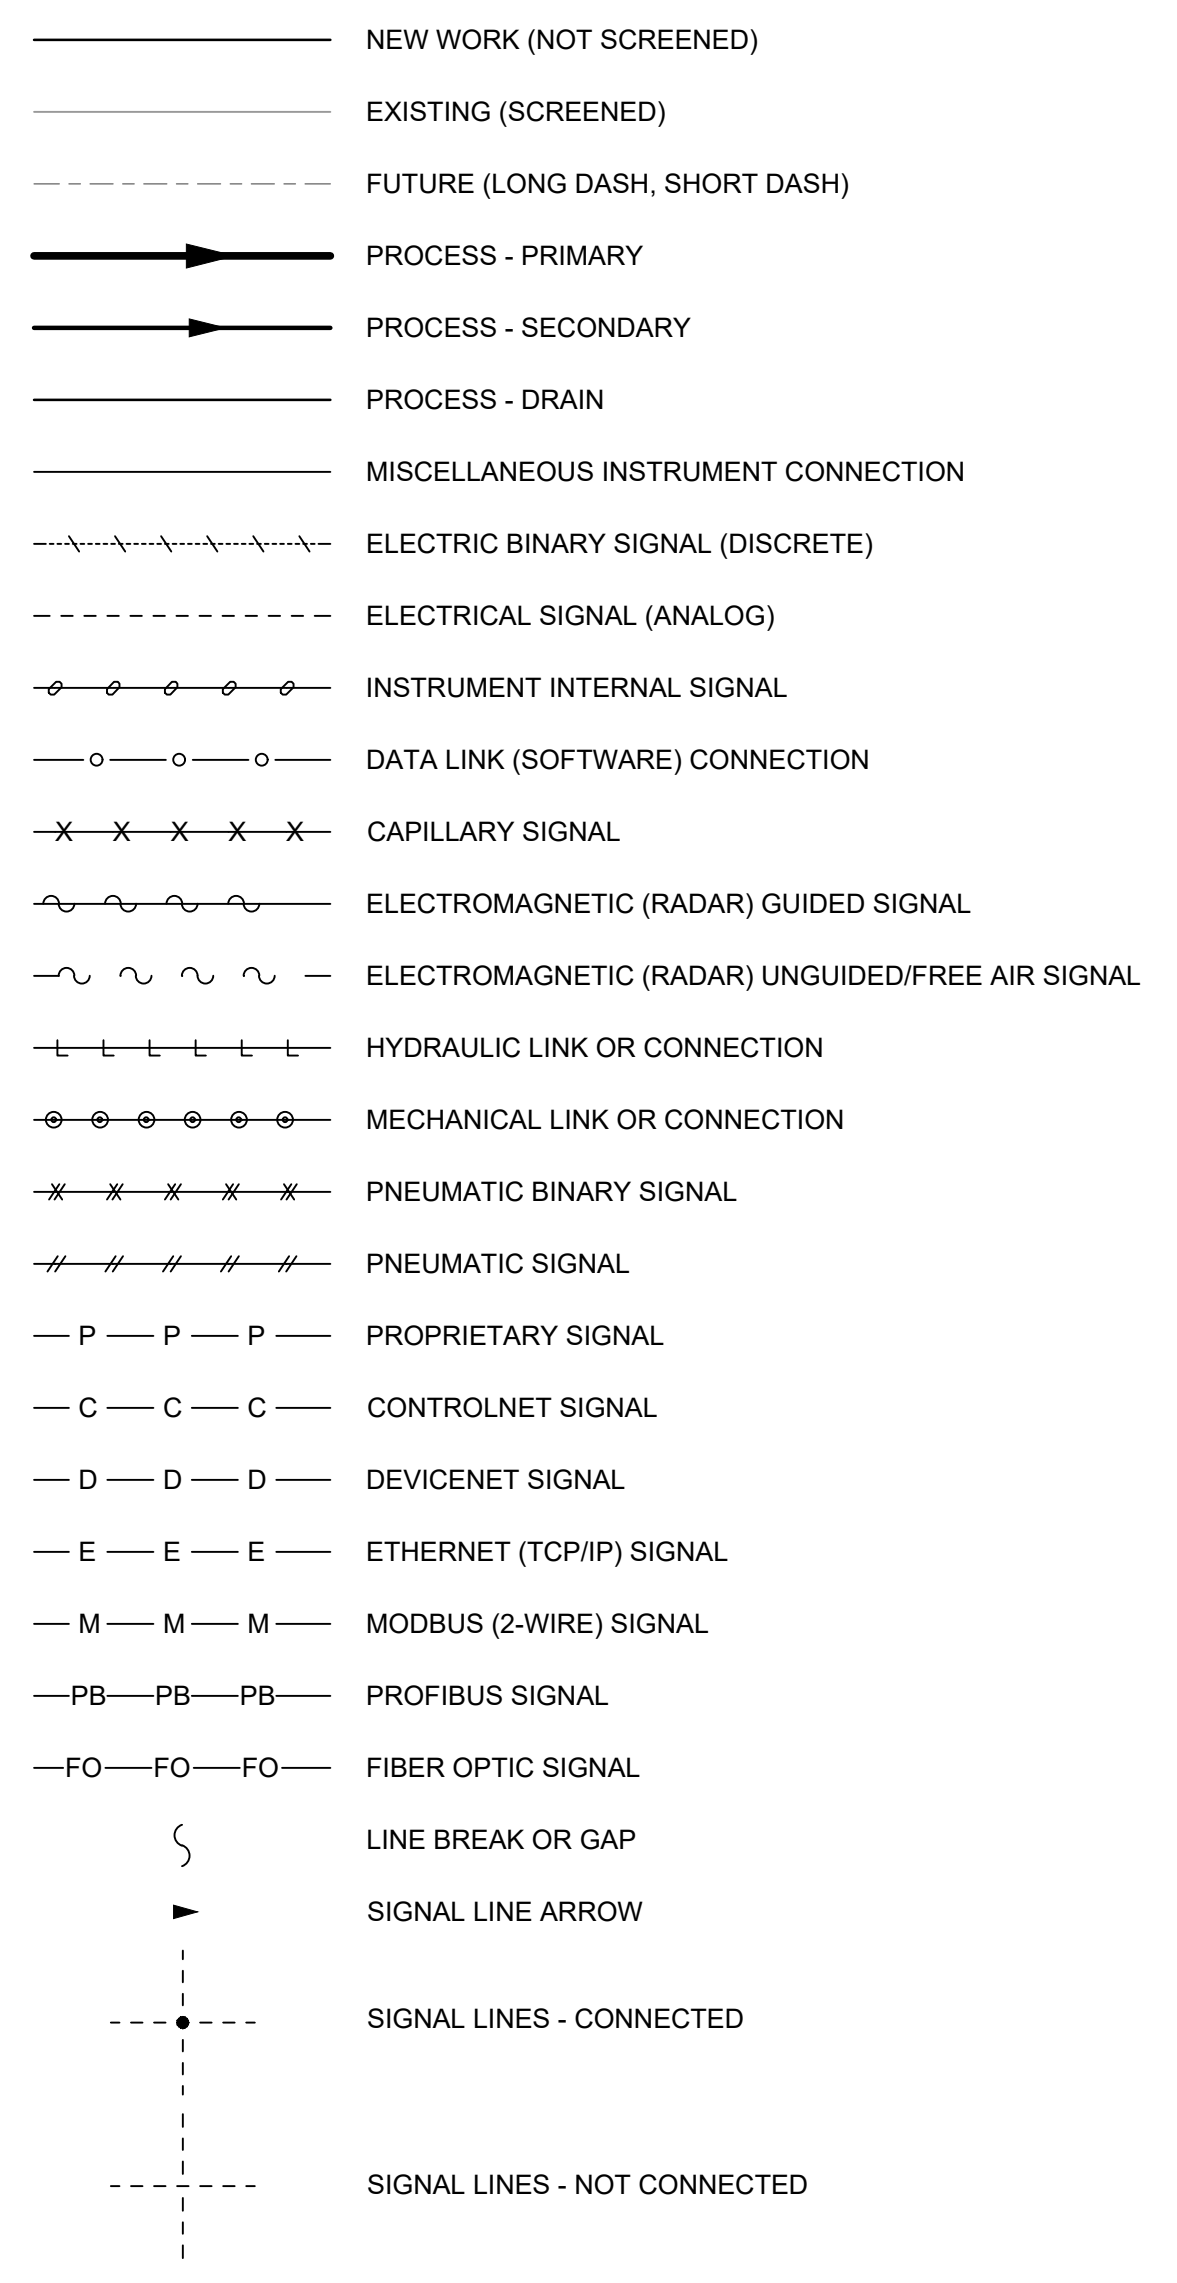 NEW WORK (NOT SCREENED)
EXISTING (SCREENED)
FUTURE (LONG DASH, SHORT DASH)
PROCESS - PRIMARY
PROCESS - SECONDARY
PROCESS - DRAIN
MISCELLANEOUS INSTRUMENT CONNECTION
ELECTRIC BINARY SIGNAL (DISCRETE)
ELECTRICAL SIGNAL (ANALOG)
INSTRUMENT INTERNAL SIGNAL
DATA LINK (SOFTWARE) CONNECTION
X X X X X CAPILLARY SIGNAL
ELECTROMAGNETIC (RADAR) GUIDED SIGNAL
ELECTROMAGNETIC (RADAR) UNGUIDED/FREE AIR SIGNAL
L L L L L L HYDRAULIC LINK OR CONNECTION
MECHANICAL LINK OR CONNECTION
PNEUMATIC BINARY SIGNAL
PNEUMATIC SIGNAL
P P P PROPRIETARY SIGNAL
C C C CONTROLNET SIGNAL
D D D DEVICENET SIGNAL
E E E ETHERNET (TCP/IP) SIGNAL
M M M MODBUS (2-WIRE) SIGNAL
PB PB PB PROFIBUS SIGNAL
FO FO FO FIBER OPTIC SIGNAL
LINE BREAK OR GAP
SIGNAL LINE ARROW
SIGNAL LINES - CONNECTED
SIGNAL LINES - NOT CONNECTED